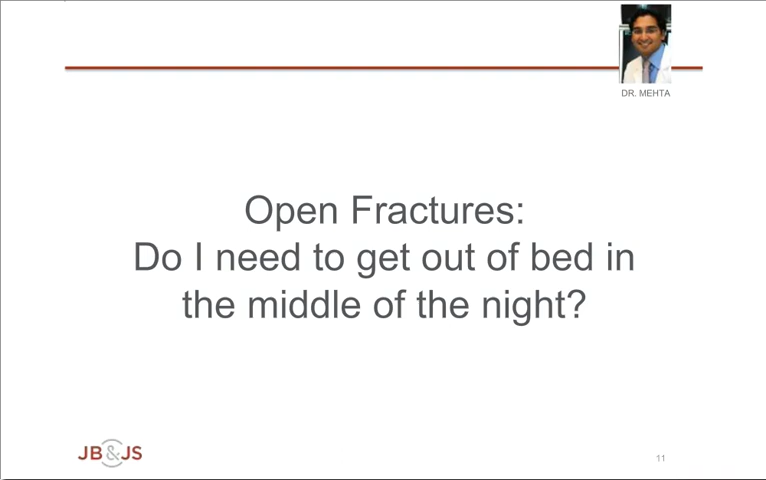 DR. MEHTA
Open Fractures:
Do I need to get out of bed in
the middle of the night?
JB&JS
11